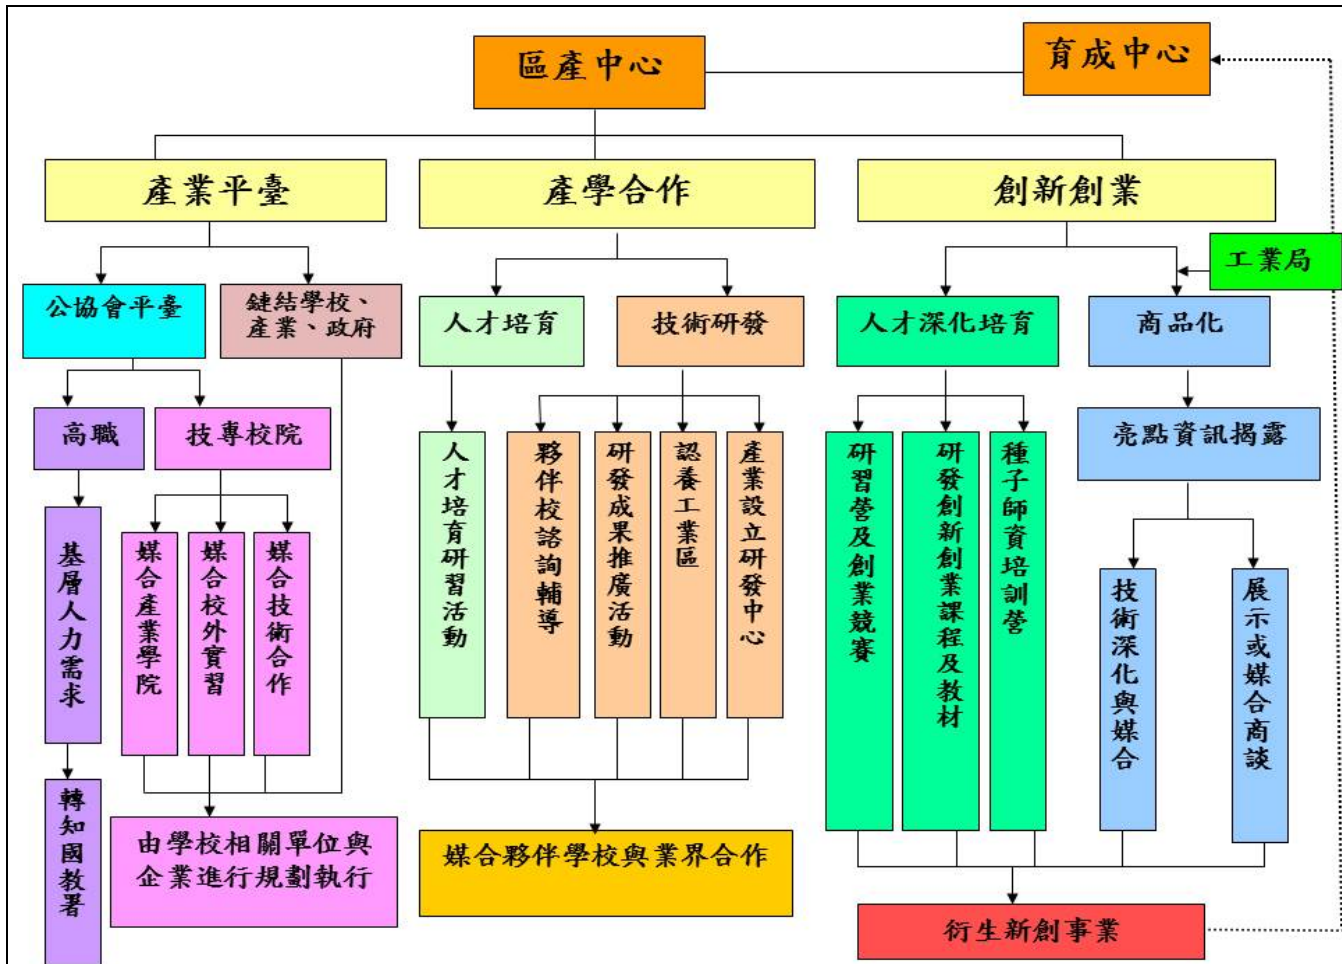 區產中心
育成中心
產業平臺
產學合作
創新創業
工業局
公協會平臺
鏈結學校、
產業、政府
人才培育
技術研發
人才深化培育
商品化
高職
技專校院
亮點資訊揭露
基層人力需求
媒合產業學院
媒合校外實習
媒合技術合作
人才培育研習活動
夥伴校諮詢輔導
研發成果推廣活動
認養工業區
產業設立研發中心
研習營及創業競賽
研發創新創業課程及教材
種子師資培訓營
技術深化與媒合
展示或媒合商談
轉知國教署
由學校相關單位與
企業進行規劃執行
媒合夥伴學校與業界合作
衍生新創事業